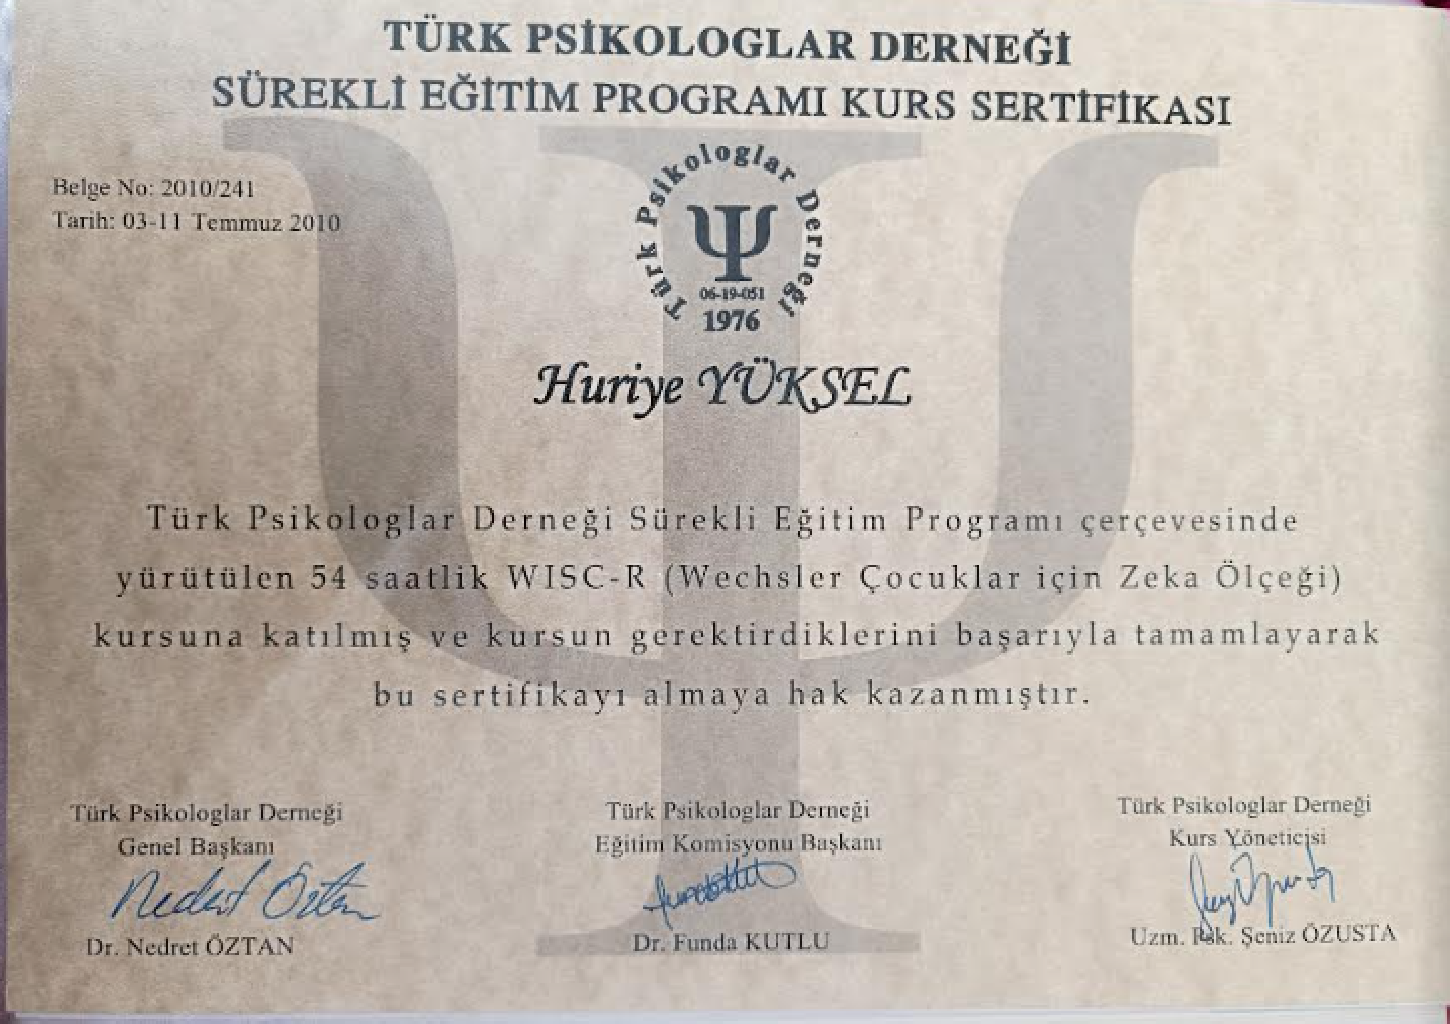 TÜRK PSİKOLOGLAR DERNEĞİ
SÜREKLİ EĞİTİM PROGRAMI KURS SERTİFİKASI
Belge No: 2010/241
Tarih: 03-11 Temmuz 2010
Türk Psikologlar Derneği
Ψ
06-19-051
1976
Huriye YÜKSEL
Türk Psikologlar Derneği Sürekli Eğitim Programı çerçevesinde
yürütülen 54 saatlik WISC-R (Wechsler Çocuklar için Zeka Ölçeği)
kursuna katılmış ve kursun gerektirdiklerini başarıyla tamamlayarak
bu sertifikayı almaya hak kazanmıştır.
Türk Psikologlar Derneği
Genel Başkanı
Nedret Öztan
Dr. Nedret ÖZTAN
Türk Psikologlar Derneği
Eğitim Komisyonu Başkanı
Dr. Funda KUTLU
Türk Psikologlar Derneği
Kurs Yöneticisi
Uzm. Psk. Şeniz ÖZUSTA